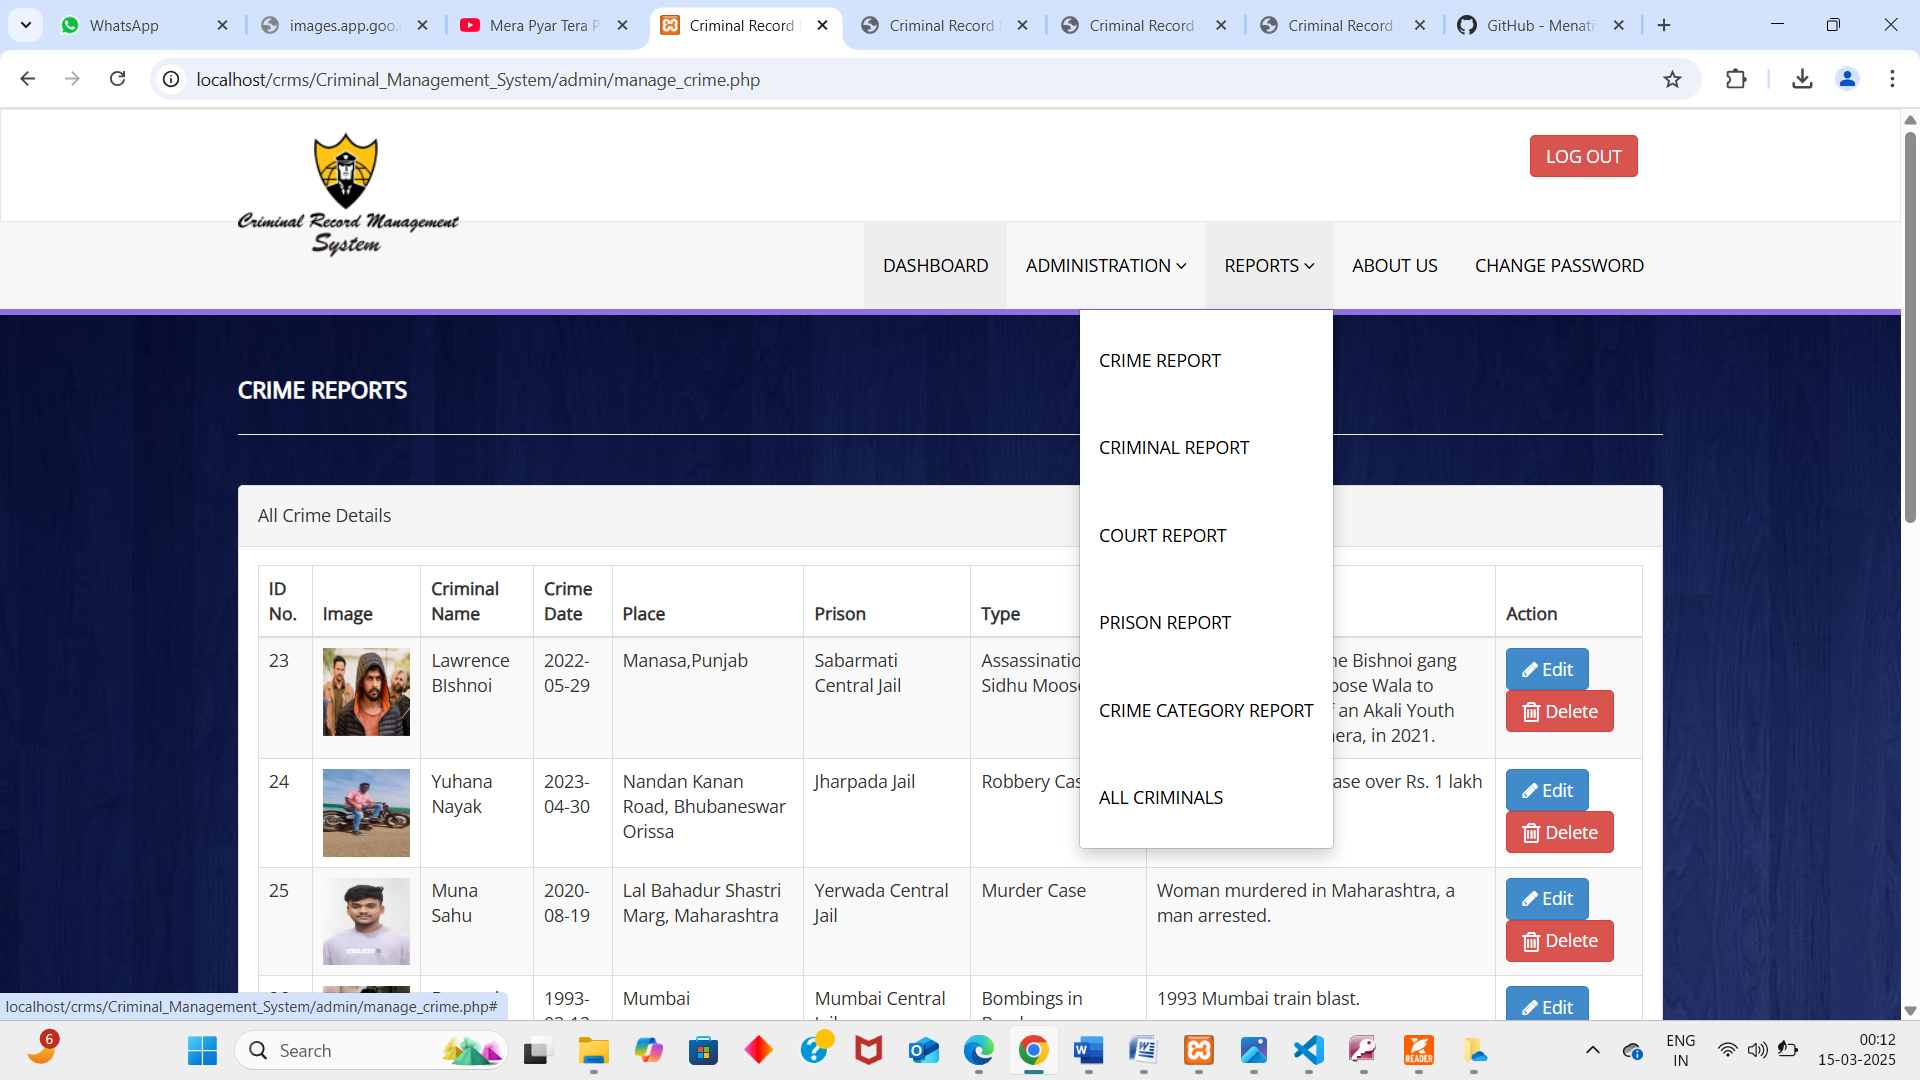 WhatsApp
images.app.goo.
Mera Pyar Tera P
Criminal Record
Criminal Record
Criminal Record
Criminal Record
GitHub - Menati
localhost/crms/Criminal_Management_System/admin/manage_crime.php
LOG OUT
Criminal Record Management
System
DASHBOARD
ADMINISTRATION
REPORTS
ABOUT US
CHANGE PASSWORD
CRIME REPORT
CRIMINAL REPORT
COURT REPORT
PRISON REPORT
CRIME CATEGORY REPORT
ALL CRIMINALS
CRIME REPORTS
All Crime Details
ID
No.
Image
Criminal
Name
Crime
Date
Place
Prison
Type
Action
23
Lawrence
BIshnoi
2022-
05-29
Manasa,Punjab
Sabarmati
Central Jail
Assassinatio
Sidhu Moose
Bishnoi gang
oose Wala to
an Akali Youth
era, in 2021.
Edit
Delete
24
Yuhana
Nayak
2023-
04-30
Nandan Kanan
Road, Bhubaneswar
Orissa
Jharpada Jail
Robbery Cas
ase over Rs. 1 lakh
Edit
Delete
25
Muna
Sahu
2020-
08-19
Lal Bahadur Shastri
Marg, Maharashtra
Yerwada Central
Jail
Murder Case
Woman murdered in Maharashtra, a
man arrested.
Edit
Delete
1993-
Mumbai
Mumbai Central
Bombings in
1993 Mumbai train blast.
Edit
localhost/crms/Criminal_Management_System/admin/manage_crime.php#
6
Search
READER
ENG
IN
00:12
15-03-2025